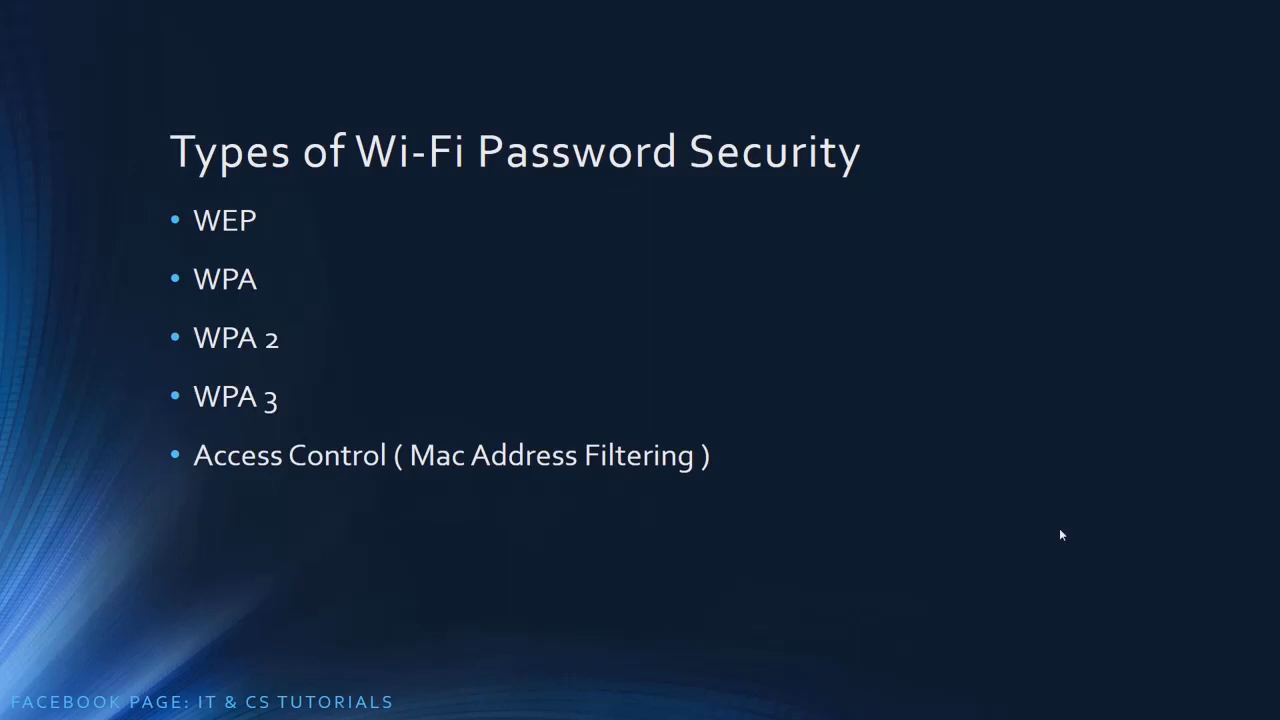 Types of Wi-Fi Password Security
• WEP
• WPA
• WPA 2
• WPA 3
• Access Control ( Mac Address Filtering )
FACEBOOK PAGE: IT & CS TUTORIALS